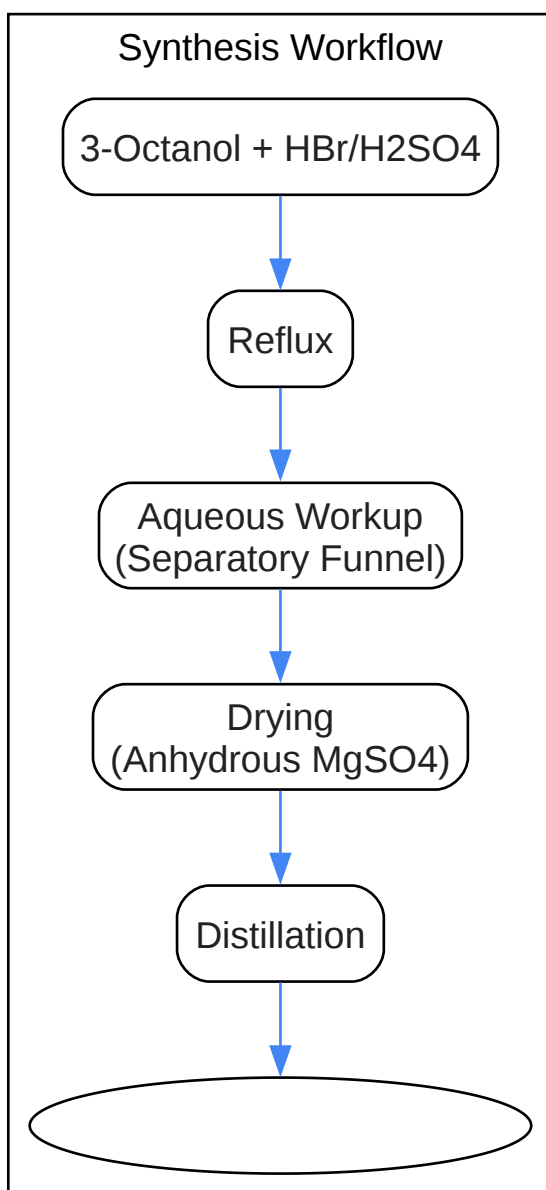 Synthesis Workflow
3-Octanol + HBr/H2SO4
Reflux
Aqueous Workup
(Separatory Funnel)
Drying
(Anhydrous MgSO4)
Distillation